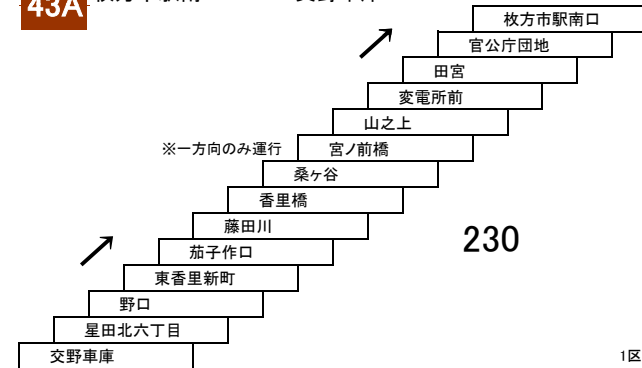 43A
枚方市駅南口
官公庁団地
田宮
変電所前
山之上
※一方向のみ運行 宮ノ前橋
桑ヶ谷
香里橋
藤田川
230
茄子作口
東香里新町
野口
星田北六丁目
交野車庫
1区